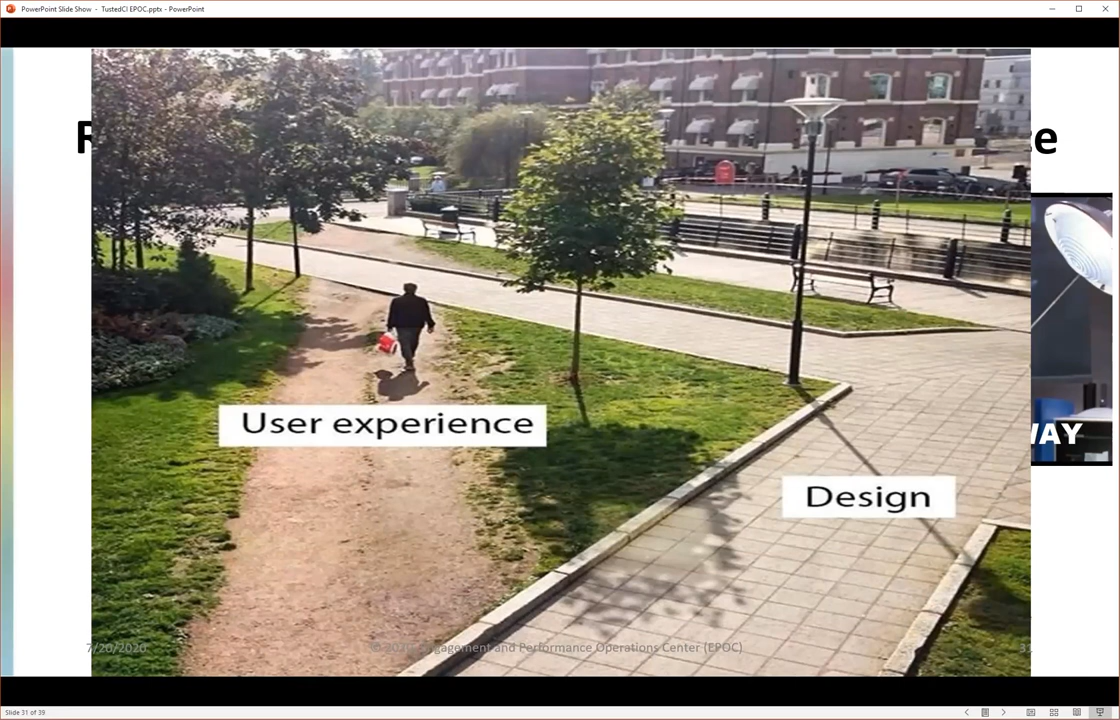 PowerPoint Slide Show - TustedCI EPOC.pptx - PowerPoint
User experience
Design
7/20/2020
Engagement and Performance Operations Center (EPOC)
Slide 31 of 39